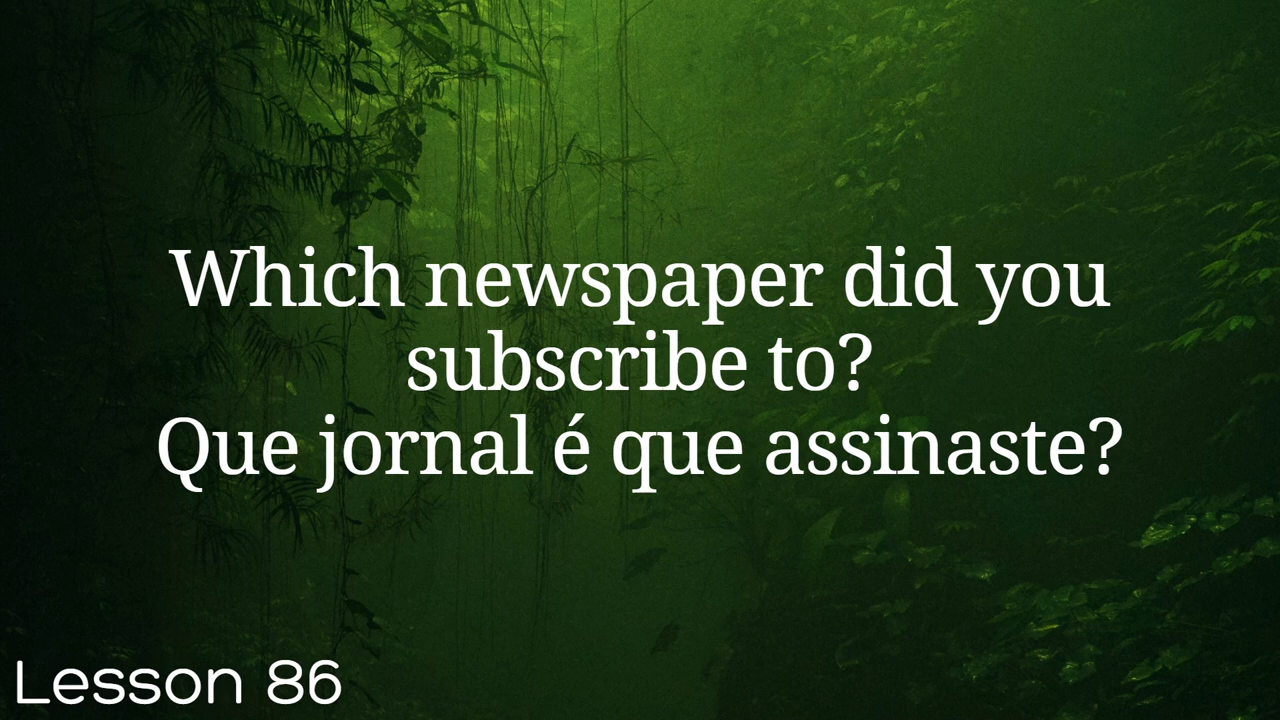 Which newspaper did you
subscribe to?
Que jornal é que assinaste?
Lesson 86